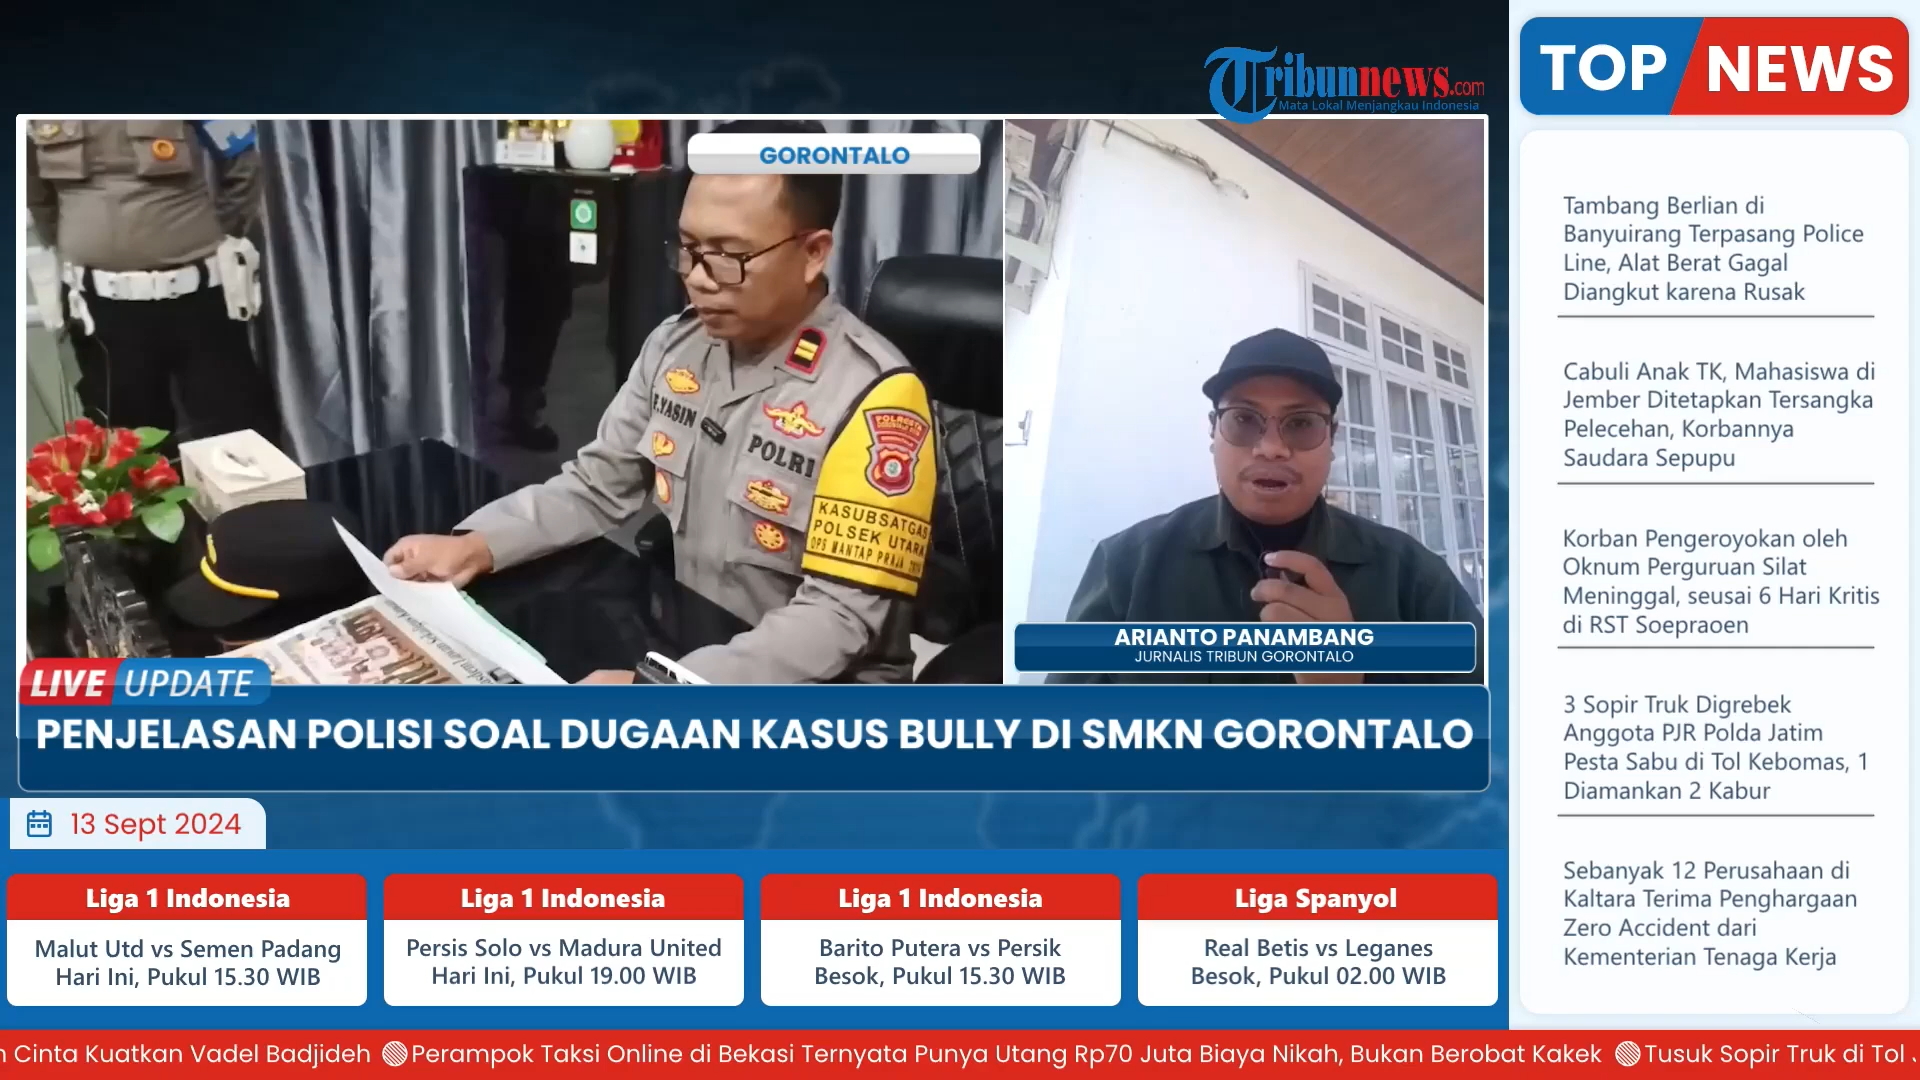 Tribunnews.com
Mata Lokal Menjangkau Indonesia
TOP NEWS
GORONTALO
F.YASIN
POLRI
POLRESTA
KASUBSATGAS
POLSEK UTARA
OPS MANTAP PRAJA
ARIANTO PANAMBANG
JURNALIS TRIBUN GORONTALO
LIVE UPDATE
PENJELASAN POLISI SOAL DUGAAN KASUS BULLY DI SMKN GORONTALO
13 Sept 2024
Liga 1 Indonesia
Malut Utd vs Semen Padang
Hari Ini, Pukul 15.30 WIB
Liga 1 Indonesia
Persis Solo vs Madura United
Hari Ini, Pukul 19.00 WIB
Liga 1 Indonesia
Barito Putera vs Persik
Besok, Pukul 15.30 WIB
Liga Spanyol
Real Betis vs Leganes
Besok, Pukul 02.00 WIB
Tambang Berlian di
Banyuirang Terpasang Police
Line, Alat Berat Gagal
Diangkut karena Rusak
Cabuli Anak TK, Mahasiswa di
Jember Ditetapkan Tersangka
Pelecehan, Korbannya
Saudara Sepupu
Korban Pengeroyokan oleh
Oknum Perguruan Silat
Meninggal, seusai 6 Hari Kritis
di RST Soepraoen
3 Sopir Truk Digrebek
Anggota PJR Polda Jatim
Pesta Sabu di Tol Kebomas, 1
Diamankan 2 Kabur
Sebanyak 12 Perusahaan di
Kaltara Terima Penghargaan
Zero Accident dari
Kementerian Tenaga Kerja
n Cinta Kuatkan Vadel Badjideh Perampok Taksi Online di Bekasi Ternyata Punya Utang Rp70 Juta Biaya Nikah, Bukan Berobat Kakek Tusuk Sopir Truk di Tol